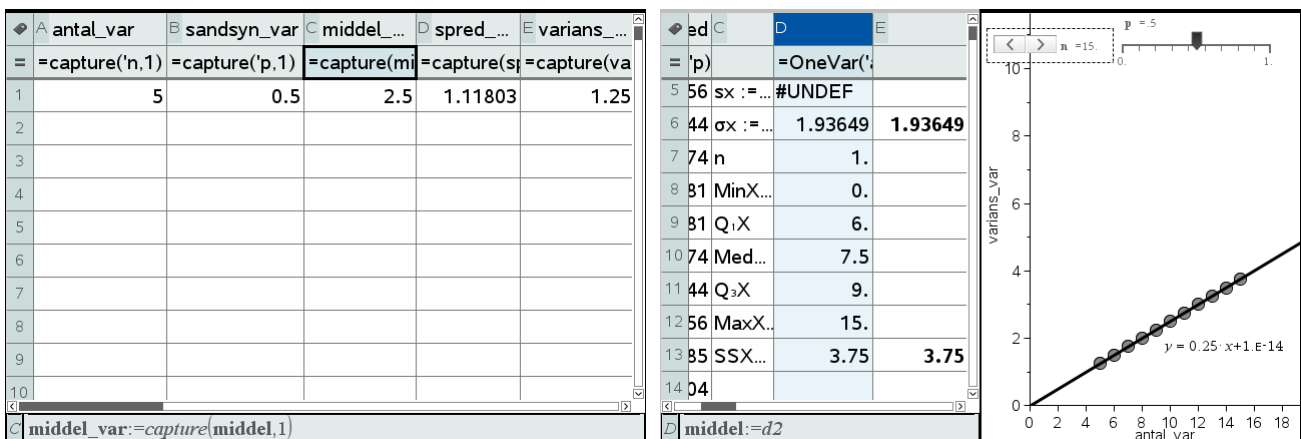 A antal_var B sandsyn_var C middel_... D spred_... E varians_...
= =capture('n,1) =capture('p,1) =capture(mi =capture(s =capture(va
1 5 0.5 2.5 1.11803 1.25
2
3
4
5
6
7
8
9
10
C middel_var:=capture(middel,1)
ed C D E
= 'p) =OneVar('
5 56 sx :=... #UNDEF
6 44 σx :=... 1.93649 1.93649
7 74 n 1.
8 81 MinX... 0.
9 81 Q₁X 6.
10 74 Med... 7.5
11 44 Q₃X 9.
12 56 MaxX... 15.
13 85 SSX... 3.75 3.75
14 04
D middel:=d2
n =15.
p =.5
0. 1.
10
8
6
4
2
0
varians_var
y = 0.25·x+1.E-14
0 2 4 6 8 10 12 14 16 18
antal_var